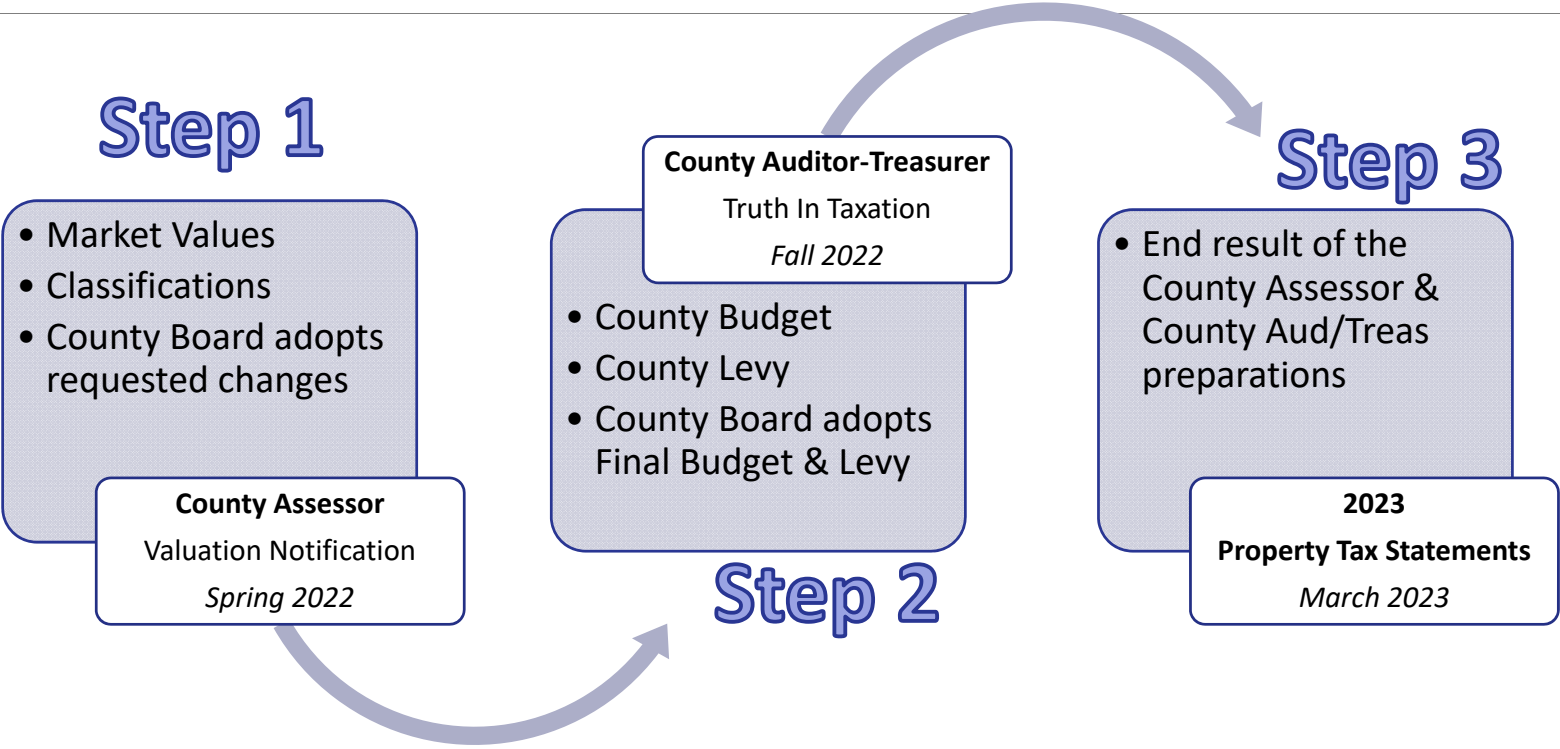 Step 1
• Market Values
• Classifications
• County Board adopts
requested changes
County Assessor
Valuation Notification
Spring 2022
County Auditor-Treasurer
Truth In Taxation
Fall 2022
• County Budget
• County Levy
• County Board adopts
Final Budget & Levy
Step 2
Step 3
• End result of the
County Assessor &
County Aud/Treas
preparations
2023
Property Tax Statements
March 2023